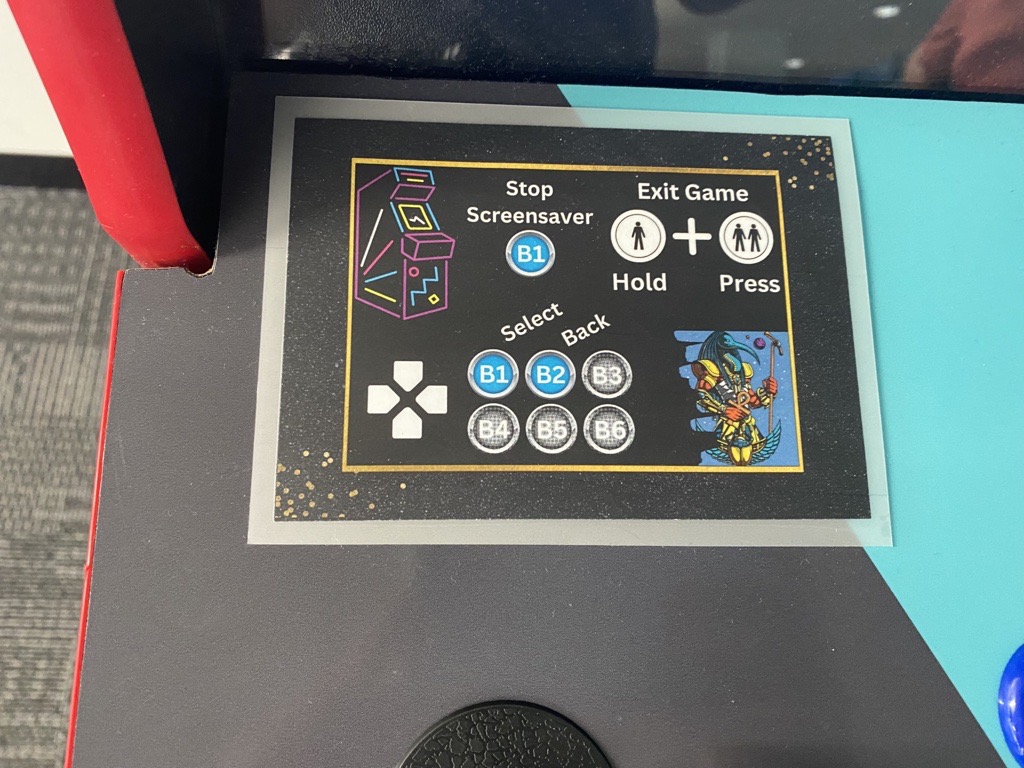 Stop
Screensaver
B1
Exit Game
Hold
Press
Select
Back
B1 B2 B3
B4 B5 B6